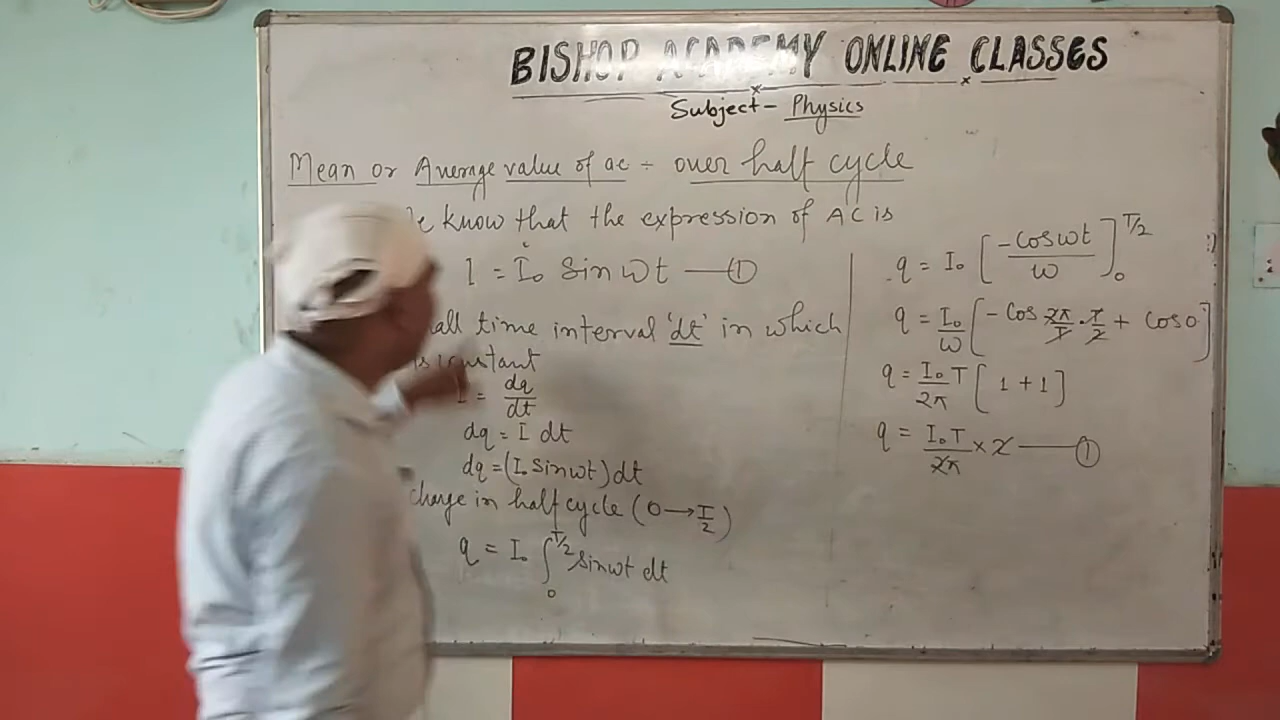 BISHOP ACADEMY ONLINE CLASSES
Subject - Physics
Mean or Average value of ac ÷ over half cycle
know that the expression of AC is
I = I₀ Sin ωt —①
time interval 'dt' in which
is constant
I = dq/dt
dq = I dt
dq = (I₀ Sinωt) dt
charge in half cycle (0 → T/2)
q = I₀ ∫₀^T/2 sinωt dt
q = I₀ [-cosωt/ω]₀^T/2
q = I₀/ω [-cos 2π/T · T/2 + cos0]
q = I₀T/2π [1 + 1]
q = I₀T/2π × 2 —①